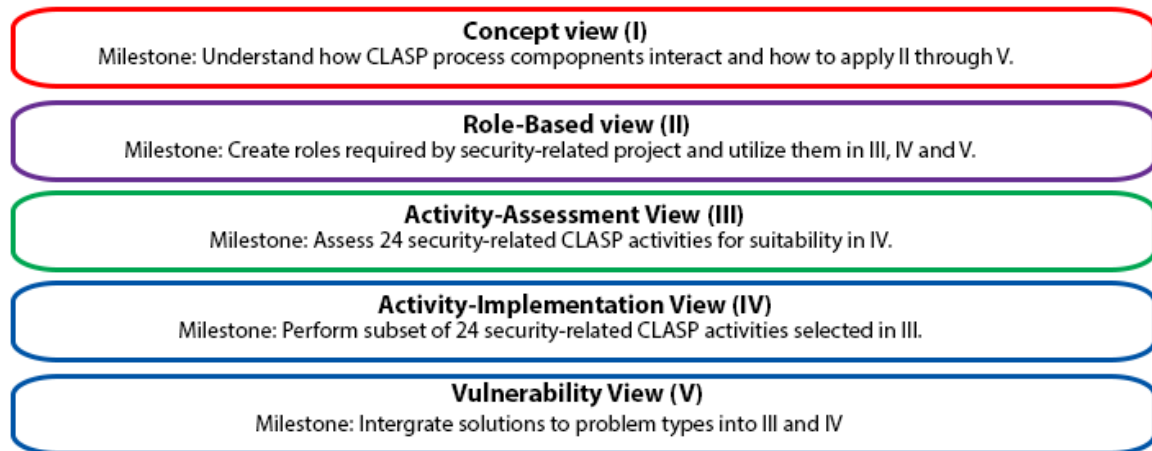 Concept view (I)
Milestone: Understand how CLASP process compopnents interact and how to apply II through V.
Role-Based view (II)
Milestone: Create roles required by security-related project and utilize them in III, IV and V.
Activity-Assessment View (III)
Milestone: Assess 24 security-related CLASP activities for suitability in IV.
Activity-Implementation View (IV)
Milestone: Perform subset of 24 security-related CLASP activities selected in III.
Vulnerability View (V)
Milestone: Intergrate solutions to problem types into III and IV